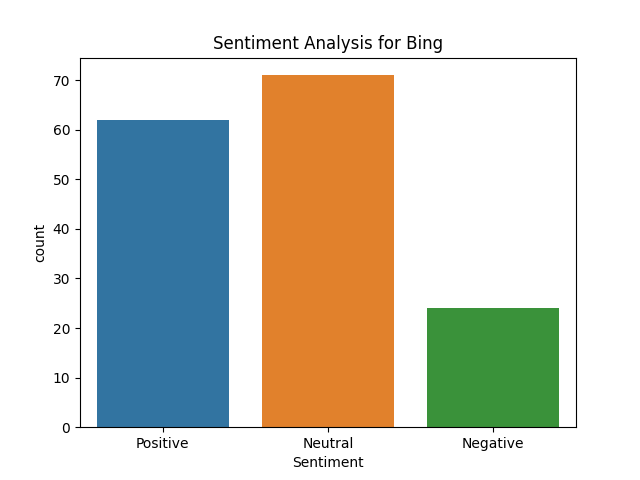 Sentiment Analysis for Bing
70
60
50
40
30
20
10
0
count
Positive Neutral Negative
Sentiment